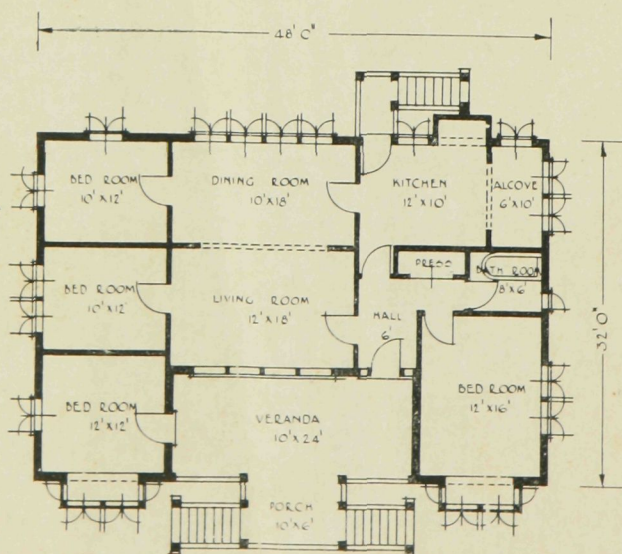 48' 0"
BED ROOM
10' X 12'
DINING ROOM
10' X 18'
KITCHEN
12' X 10'
ALCOVE
6' X 10'
BED ROOM
10' X 12'
LIVING ROOM
12' X 18'
PRESS
BATH ROOM
8' X 6'
HALL
6'
32' 0"
BED ROOM
12' X 12'
VERANDA
10' X 24'
BED ROOM
12' X 16'
PORCH
10' X 6'